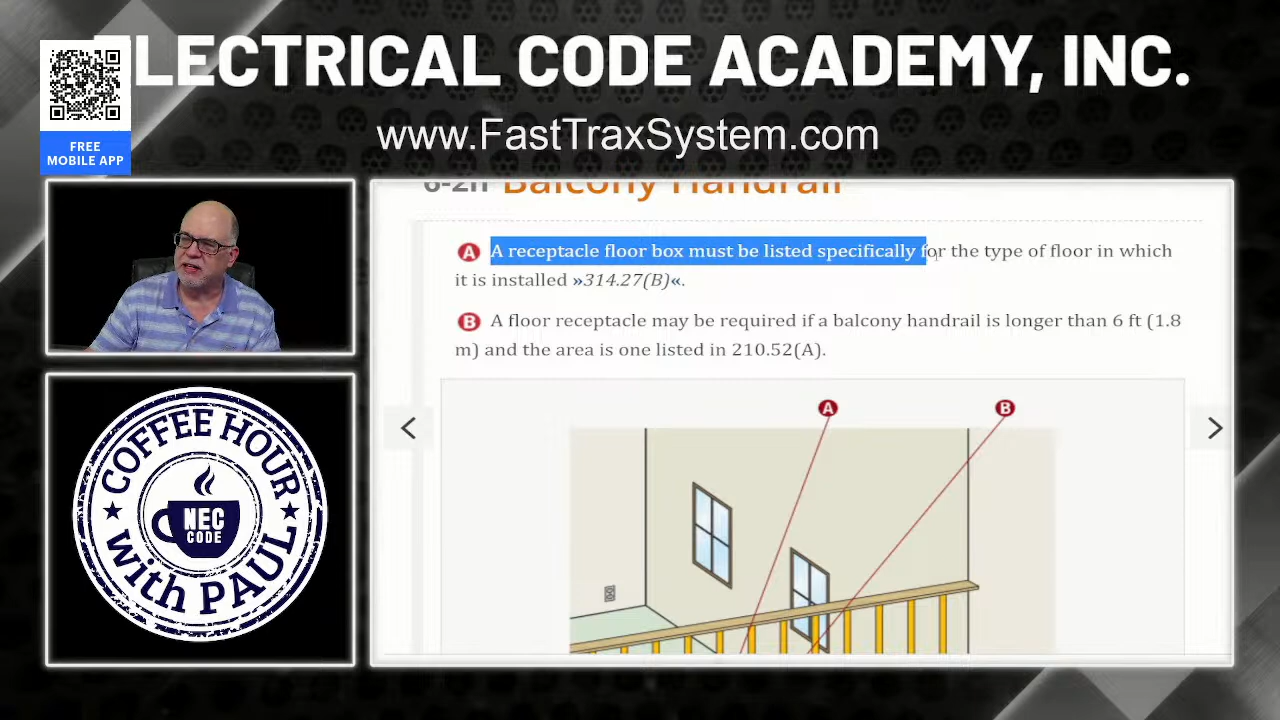 ELECTRICAL CODE ACADEMY, INC.
www.FastTraxSystem.com
FREE
MOBILE APP
6-2h Balcony Handrail
A A receptacle floor box must be listed specifically for the type of floor in which
it is installed »314.27(B)«.
B A floor receptacle may be required if a balcony handrail is longer than 6 ft (1.8
m) and the area is one listed in 210.52(A).
A B
COFFEE HOUR
NEC
CODE
with PAUL